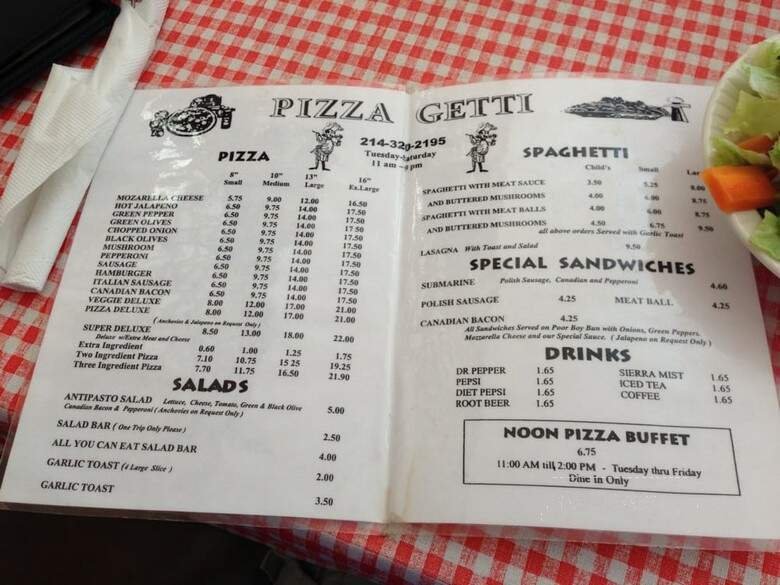 PIZZA GETTI
214-320-2195
Tuesday-Saturday
11 am - pm
PIZZA
8" 10" 13" 16"
Small Medium Large Ex.Large
MOZARELLA CHEESE 5.75 9.00 12.00 16.50
HOT JALAPENO 6.50 9.75 14.00 17.50
GREEN PEPPER 6.50 9.75 14.00 17.50
GREEN OLIVES 6.50 9.75 14.00 17.50
CHOPPED ONION 6.50 9.75 14.00 17.50
BLACK OLIVES 6.50 9.75 14.00 17.50
MUSHROOM 6.50 9.75 14.00 17.50
PEPPERONI 6.50 9.75 14.00 17.50
SAUSAGE 6.50 9.75 14.00 17.50
HAMBURGER 6.50 9.75 14.00 17.50
ITALIAN SAUSAGE 6.50 9.75 14.00 17.50
CANADIAN BACON 6.50 9.75 14.00 17.50
VEGGIE DELUXE 8.00 12.00 17.00 21.00
PIZZA DELUXE 8.00 12.00 17.00 21.00
( Anchovies & Jalapeno on Request Only )
SUPER DELUXE 8.50 13.00 18.00 22.00
Deluxe w/Extra Meat and Cheese
Extra Ingredient 0.60 1.00 1.25 1.75
Two Ingredient Pizza 7.10 10.75 15 25 19.25
Three Ingredient Pizza 7.70 11.75 16.50 21.90
SALADS
ANTIPASTO SALAD Lettuce, Cheese, Tomato, Green & Black Olive 5.00
Canadian Bacon & Pepperoni ( Anchovies on Request Only )
SALAD BAR ( One Trip Only Please ) 2.50
ALL YOU CAN EAT SALAD BAR 4.00
GARLIC TOAST (4 Large Slice ) 2.00
GARLIC TOAST 3.50
SPAGHETTI
Child's Small Lar
SPAGHETTI WITH MEAT SAUCE 3.50 5.25 8.00
AND BUTTERED MUSHROOMS 4.00 6.00 8.75
SPAGHETTI WITH MEAT BALLS 4.00 6.00 8.75
AND BUTTERED MUSHROOMS 4.50 6.75 9.50
all above orders Served with Garlic Toast
LASAGNA With Toast and Salad 9.50
SPECIAL SANDWICHES
SUBMARINE Polish Sausage, Canadian and Pepperoni 4.60
POLISH SAUSAGE 4.25 MEAT BALL 4.25
CANADIAN BACON 4.25
All Sandwiches Served on Poor Boy Bun with Onions, Green Peppers,
Mozzarella Cheese and our Special Sauce. ( Jalapeno on Request Only )
DRINKS
DR PEPPER 1.65 SIERRA MIST 1.65
PEPSI 1.65 ICED TEA 1.65
DIET PEPSI 1.65 COFFEE 1.65
ROOT BEER 1.65
NOON PIZZA BUFFET
6.75
11:00 AM till 2:00 PM - Tuesday thru Friday
Dine in Only